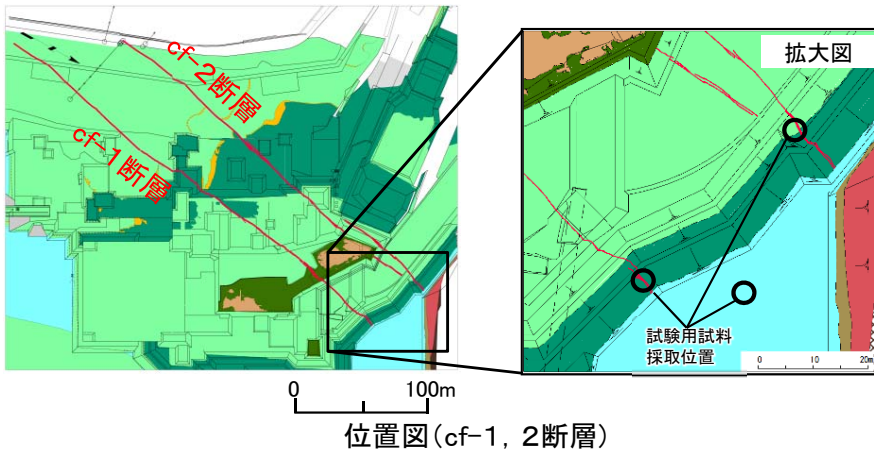 cf-2断層
cf-1断層
拡大図
試験用試料
採取位置
0 10 20m
0 100m
位置図(cf-1, 2断層)